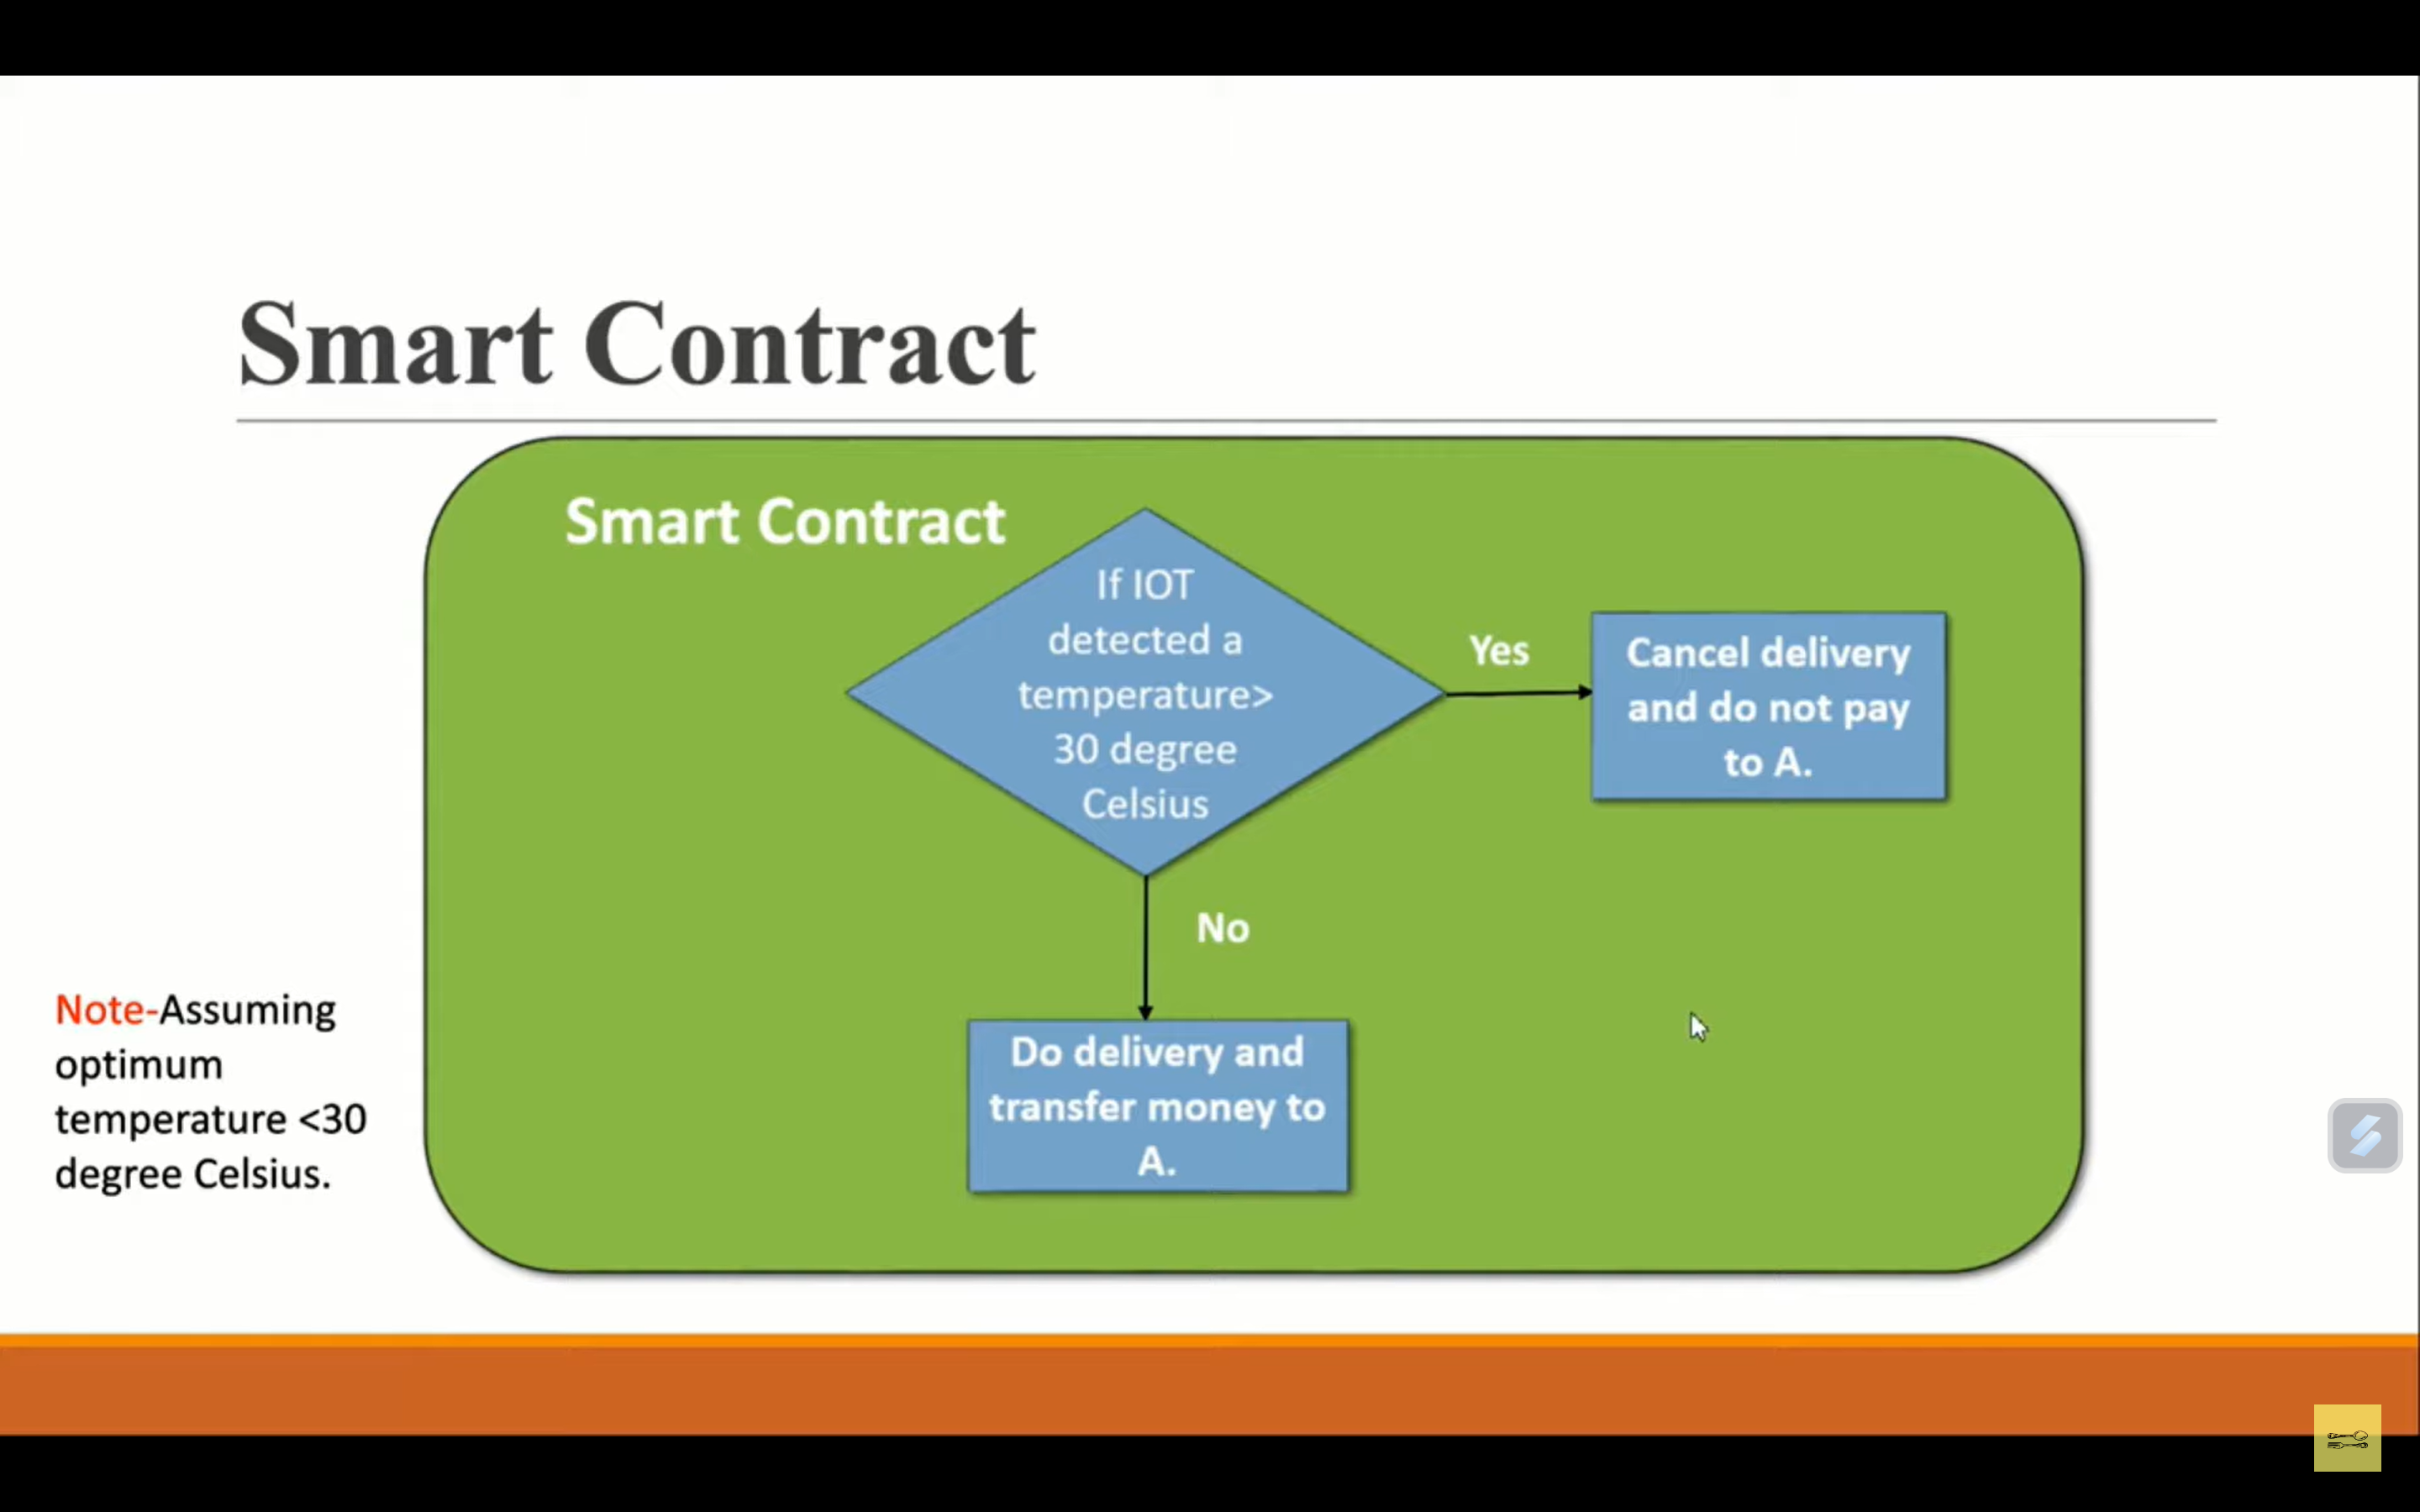 Smart Contract
Smart Contract
If IOT
detected a
temperature>
30 degree
Celsius
Yes
Cancel delivery
and do not pay
to A.
No
Do delivery and
transfer money to
A.
Note-Assuming
optimum
temperature <30
degree Celsius.